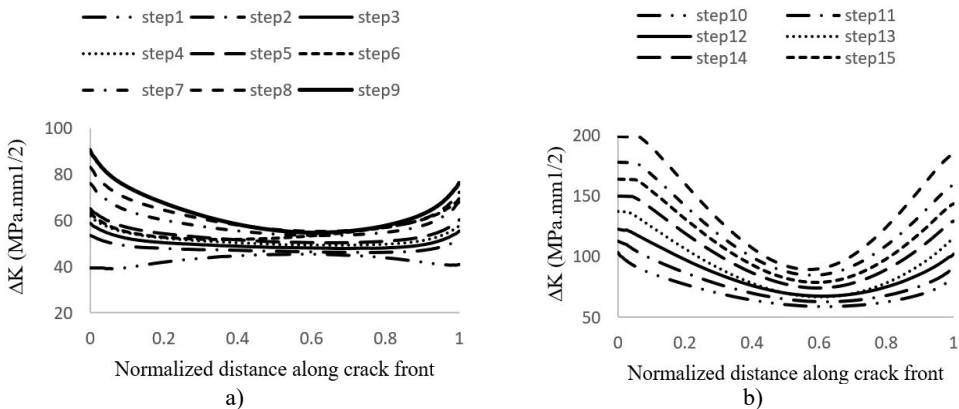 step1 step2 step3
step4 step5 step6
step7 step8 step9
100
80
60
40
20
ΔK (MPa.mm1/2)
0 0.2 0.4 0.6 0.8 1
Normalized distance along crack front
a)
step10 step11
step12 step13
step14 step15
200
150
100
50
ΔK (MPa.mm1/2)
0 0.2 0.4 0.6 0.8 1
Normalized distance along crack front
b)